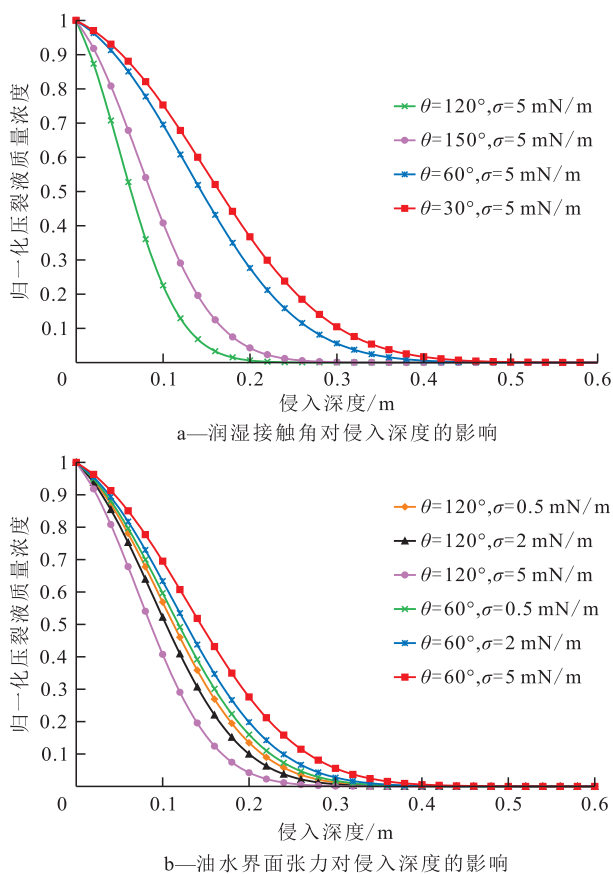 归一化压裂液质量浓度
1
0.9
0.8
0.7
0.6
0.5
0.4
0.3
0.2
0.1
0
0.1
0.2
0.3
0.4
0.5
0.6
θ=120°,σ=5 mN/m
θ=150°,σ=5 mN/m
θ=60°,σ=5 mN/m
θ=30°,σ=5 mN/m
侵入深度/m
a—润湿接触角对侵入深度的影响
归一化压裂液质量浓度
1
0.9
0.8
0.7
0.6
0.5
0.4
0.3
0.2
0.1
0
0.1
0.2
0.3
0.4
0.5
0.6
θ=120°,σ=0.5 mN/m
θ=120°,σ=2 mN/m
θ=120°,σ=5 mN/m
θ=60°,σ=0.5 mN/m
θ=60°,σ=2 mN/m
θ=60°,σ=5 mN/m
侵入深度/m
b—油水界面张力对侵入深度的影响